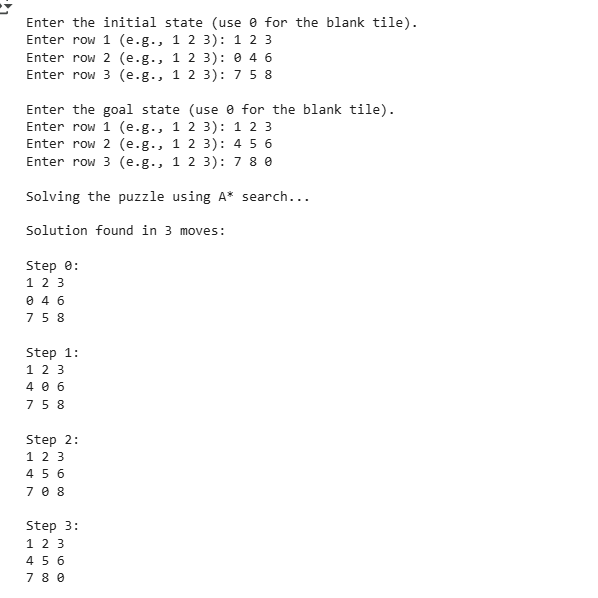 Enter the initial state (use 0 for the blank tile).
Enter row 1 (e.g., 1 2 3): 1 2 3
Enter row 2 (e.g., 1 2 3): 0 4 6
Enter row 3 (e.g., 1 2 3): 7 5 8
Enter the goal state (use 0 for the blank tile).
Enter row 1 (e.g., 1 2 3): 1 2 3
Enter row 2 (e.g., 1 2 3): 4 5 6
Enter row 3 (e.g., 1 2 3): 7 8 0
Solving the puzzle using A* search...
Solution found in 3 moves:
Step 0:
1 2 3
0 4 6
7 5 8
Step 1:
1 2 3
4 0 6
7 5 8
Step 2:
1 2 3
4 5 6
7 0 8
Step 3:
1 2 3
4 5 6
7 8 0